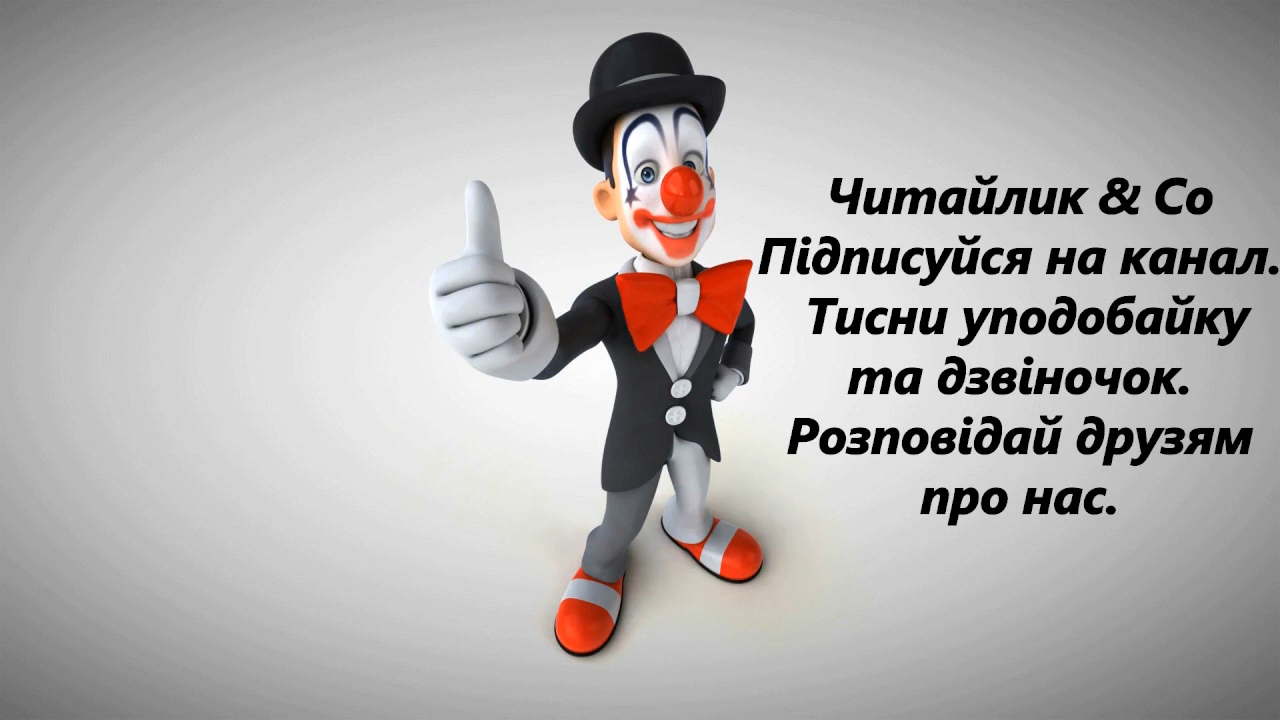 Читайлик & Co
Підписуйся на канал.
Тисни уподобайку
та дзвіночок.
Розповідай друзям
про нас.